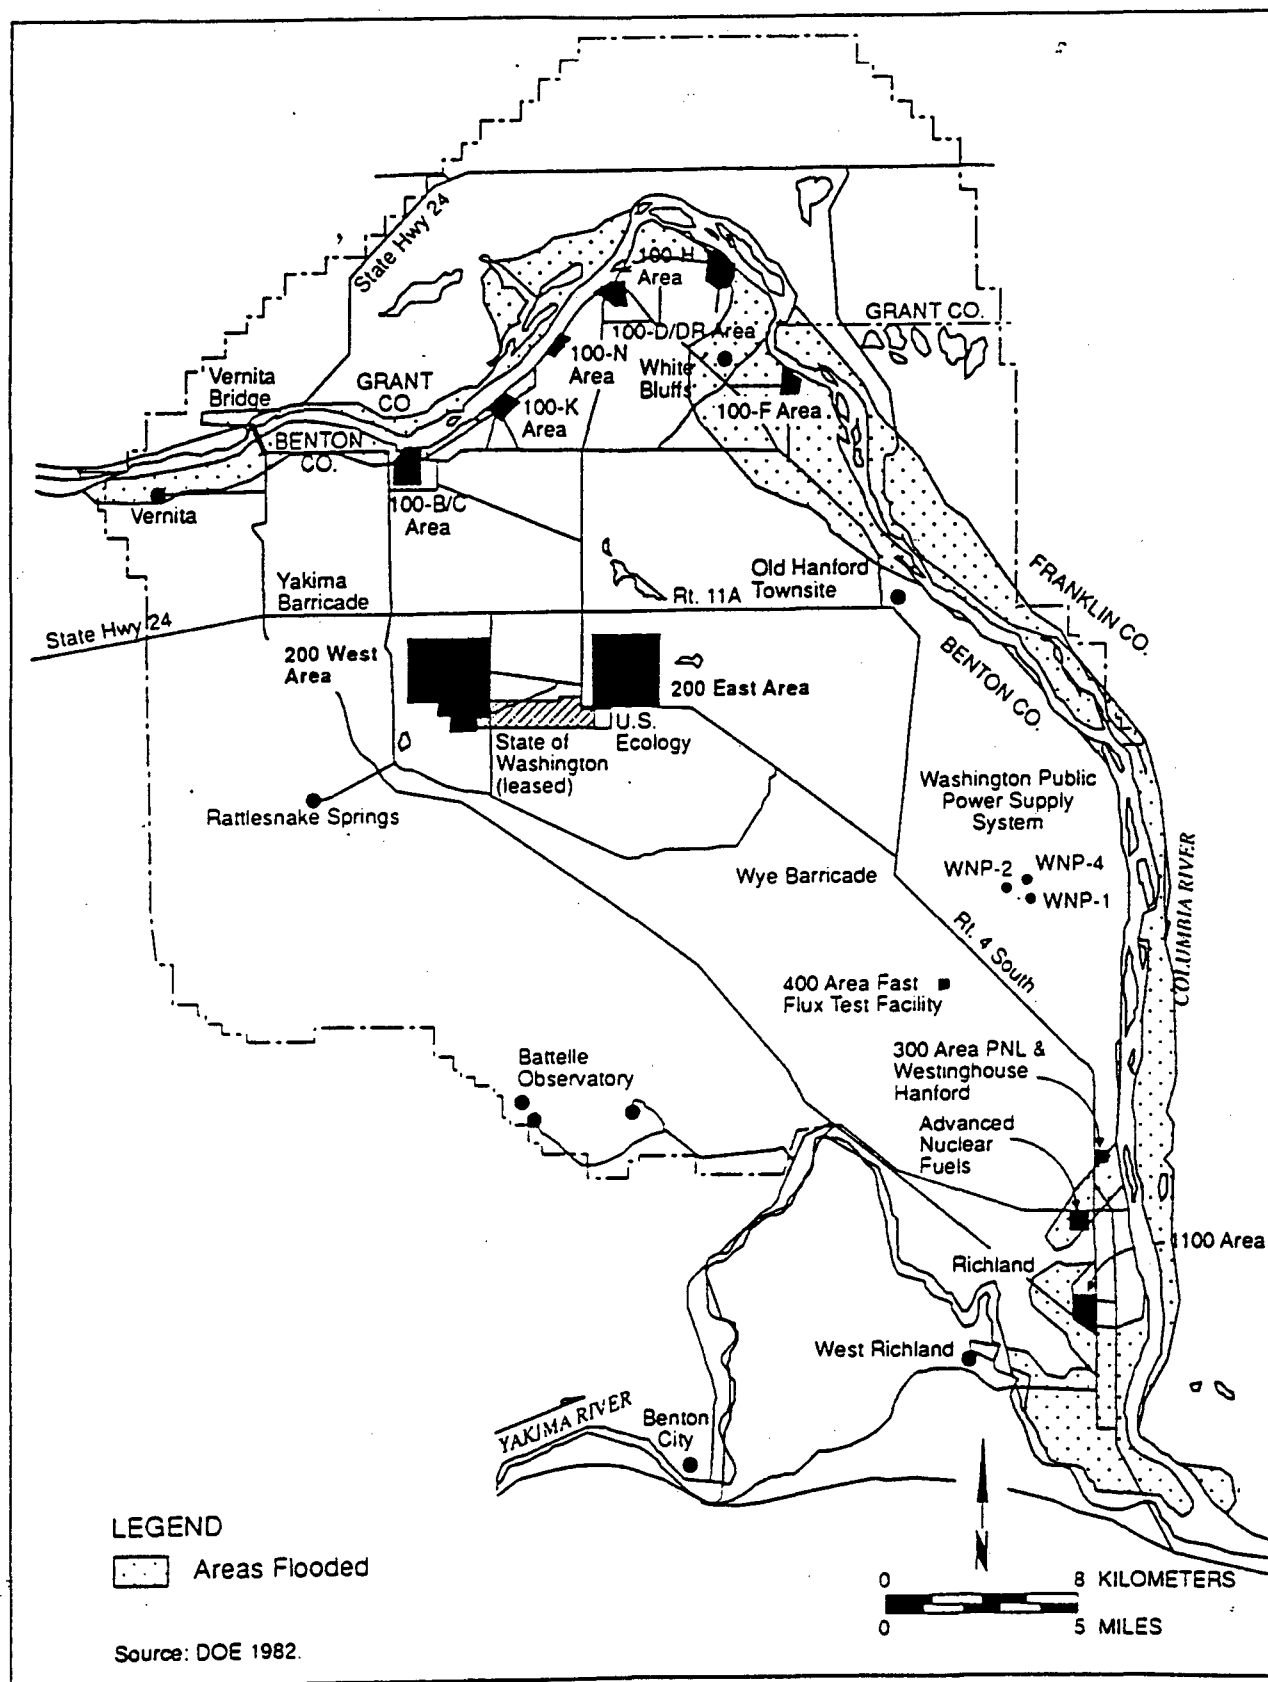 State Hwy 24
100-H
Area
GRANT CO.
100-D/DR Area
100-N
Area
White
Bluffs
Vernita
Bridge
GRANT
CO
100-K
Area
100-F Area
BENTON
CO.
Vernita
100-B/C
Area
Yakima
Barricade
Rt. 11A
Old Hanford
Townsite
FRANKLIN CO.
State Hwy 24
200 West
Area
200 East Area
BENTON CO.
U.S.
Ecology
State of
Washington
(leased)
Rattlesnake Springs
Washington Public
Power Supply
System
Wye Barricade
WNP-2
WNP-4
WNP-1
COLUMBIA RIVER
Rt. 4 South
400 Area Fast
Flux Test Facility
300 Area PNL &
Westinghouse
Hanford
Battelle
Observatory
Advanced
Nuclear
Fuels
1100 Area
Richland
West Richland
YAKIMA RIVER
Benton
City
N
LEGEND
Areas Flooded
0 8 KILOMETERS
0 5 MILES
Source: DOE 1982.